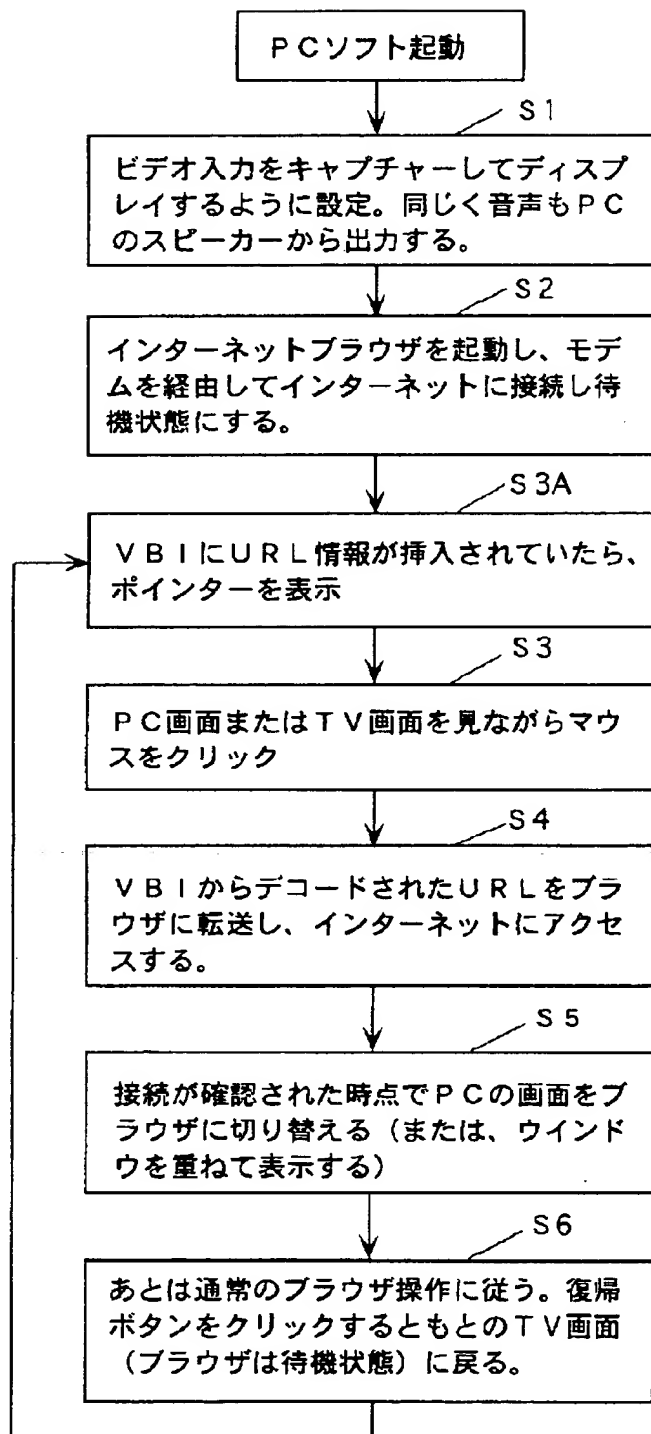 ＰＣソフト起動
Ｓ1
ビデオ入力をキャプチャーしてディスプ
レイするように設定。同じく音声もＰＣ
のスピーカーから出力する。
Ｓ2
インターネットブラウザを起動し、モデ
ムを経由してインターネットに接続し待
機状態にする。
Ｓ3A
ＶＢＩにＵＲＬ情報が挿入されていたら、
ポインターを表示
Ｓ3
ＰＣ画面またはＴＶ画面を見ながらマウ
スをクリック
Ｓ4
ＶＢＩからデコードされたＵＲＬをブラ
ウザに転送し、インターネットにアクセ
スする。
Ｓ5
接続が確認された時点でＰＣの画面をブ
ラウザに切り替える（または、ウインド
ウを重ねて表示する）
Ｓ6
あとは通常のブラウザ操作に従う。復帰
ボタンをクリックするともとのＴＶ画面
（ブラウザは待機状態）に戻る。